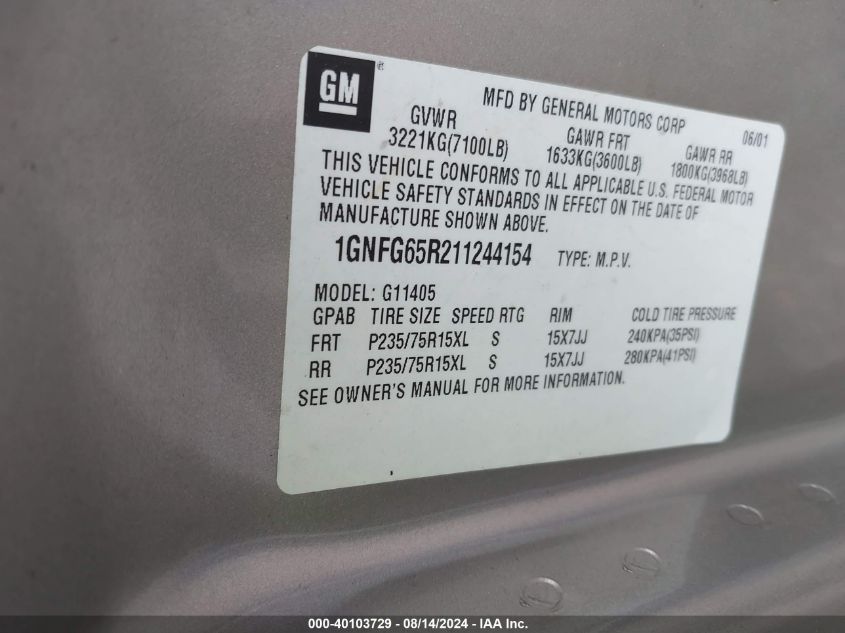 GM
MFD BY GENERAL MOTORS CORP 06/01
GVWR GAWR FRT GAWR RR
3221KG(7100LB) 1633KG(3600LB) 1800KG(3968LB)
THIS VEHICLE CONFORMS TO ALL APPLICABLE U.S. FEDERAL MOTOR
VEHICLE SAFETY STANDARDS IN EFFECT ON THE DATE OF
MANUFACTURE SHOWN ABOVE.
1GNFG65R211244154 TYPE: M.P.V.
MODEL: G11405
GPAB TIRE SIZE SPEED RTG RIM COLD TIRE PRESSURE
FRT P235/75R15XL S 15X7JJ 240KPA(35PSI)
RR P235/75R15XL S 15X7JJ 280KPA(41PSI)
SEE OWNER'S MANUAL FOR MORE INFORMATION.
000-40103729 - 08/14/2024 - IAA Inc.